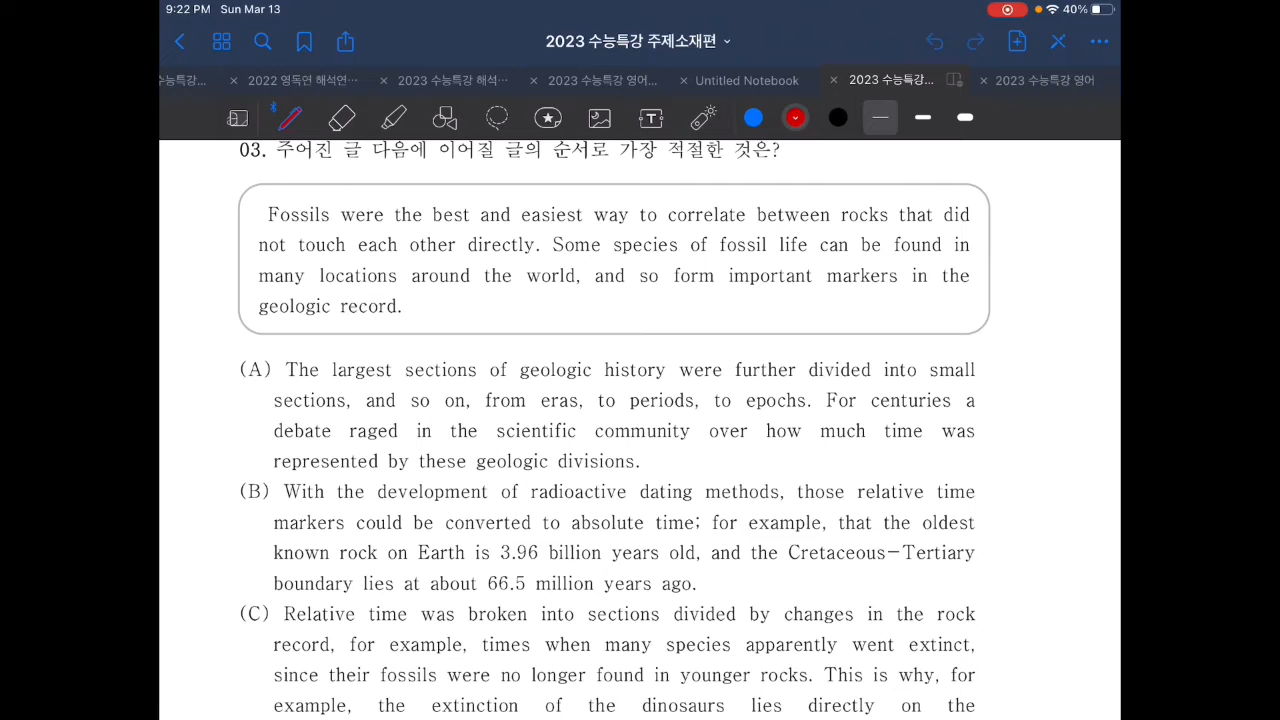 9:22 PM Sun Mar 13
40%
2023 수능특강 주제소재편
수능특강...
2022 영독연 해석연...
2023 수능특강 해석...
2023 수능특강 영어...
Untitled Notebook
2023 수능특강...
2023 수능특강 영어
03. 주어진 글 다음에 이어질 글의 순서로 가장 적절한 것은?
Fossils were the best and easiest way to correlate between rocks that did
not touch each other directly. Some species of fossil life can be found in
many locations around the world, and so form important markers in the
geologic record.
(A) The largest sections of geologic history were further divided into small
sections, and so on, from eras, to periods, to epochs. For centuries a
debate raged in the scientific community over how much time was
represented by these geologic divisions.
(B) With the development of radioactive dating methods, those relative time
markers could be converted to absolute time; for example, that the oldest
known rock on Earth is 3.96 billion years old, and the Cretaceous-Tertiary
boundary lies at about 66.5 million years ago.
(C) Relative time was broken into sections divided by changes in the rock
record, for example, times when many species apparently went extinct,
since their fossils were no longer found in younger rocks. This is why, for
example, the extinction of the dinosaurs lies directly on the